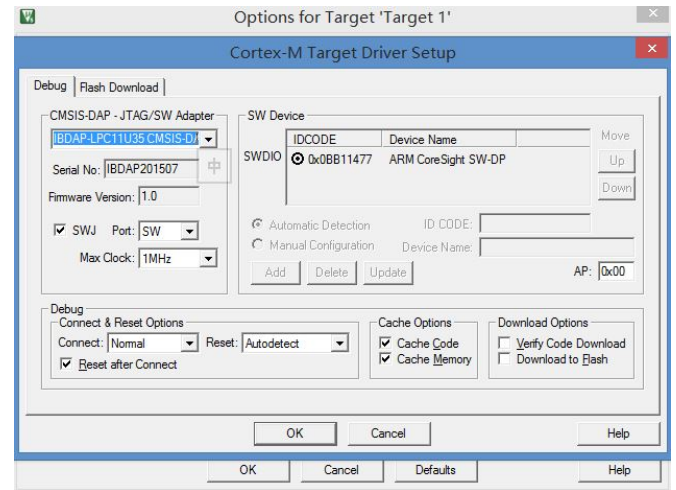 Options for Target 'Target 1'
Cortex-M Target Driver Setup
Debug
Flash Download
CMSIS-DAP - JTAG/SW Adapter
IBDAP-LPC11U35 CMSIS-DA
Serial No: IBDAP201507
中
Firmware Version: 1.0
SWJ Port: SW
Max Clock: 1MHz
SW Device
IDCODE Device Name
SWDIO 0x0BB11477 ARM CoreSight SW-DP
Move
Up
Down
Automatic Detection ID CODE:
Manual Configuration Device Name:
Add Delete Update AP: 0x00
Debug
Connect & Reset Options
Connect: Normal Reset: Autodetect
Reset after Connect
Cache Options
Cache Code
Cache Memory
Download Options
Verify Code Download
Download to Flash
OK Cancel Help
OK Cancel Defaults Help